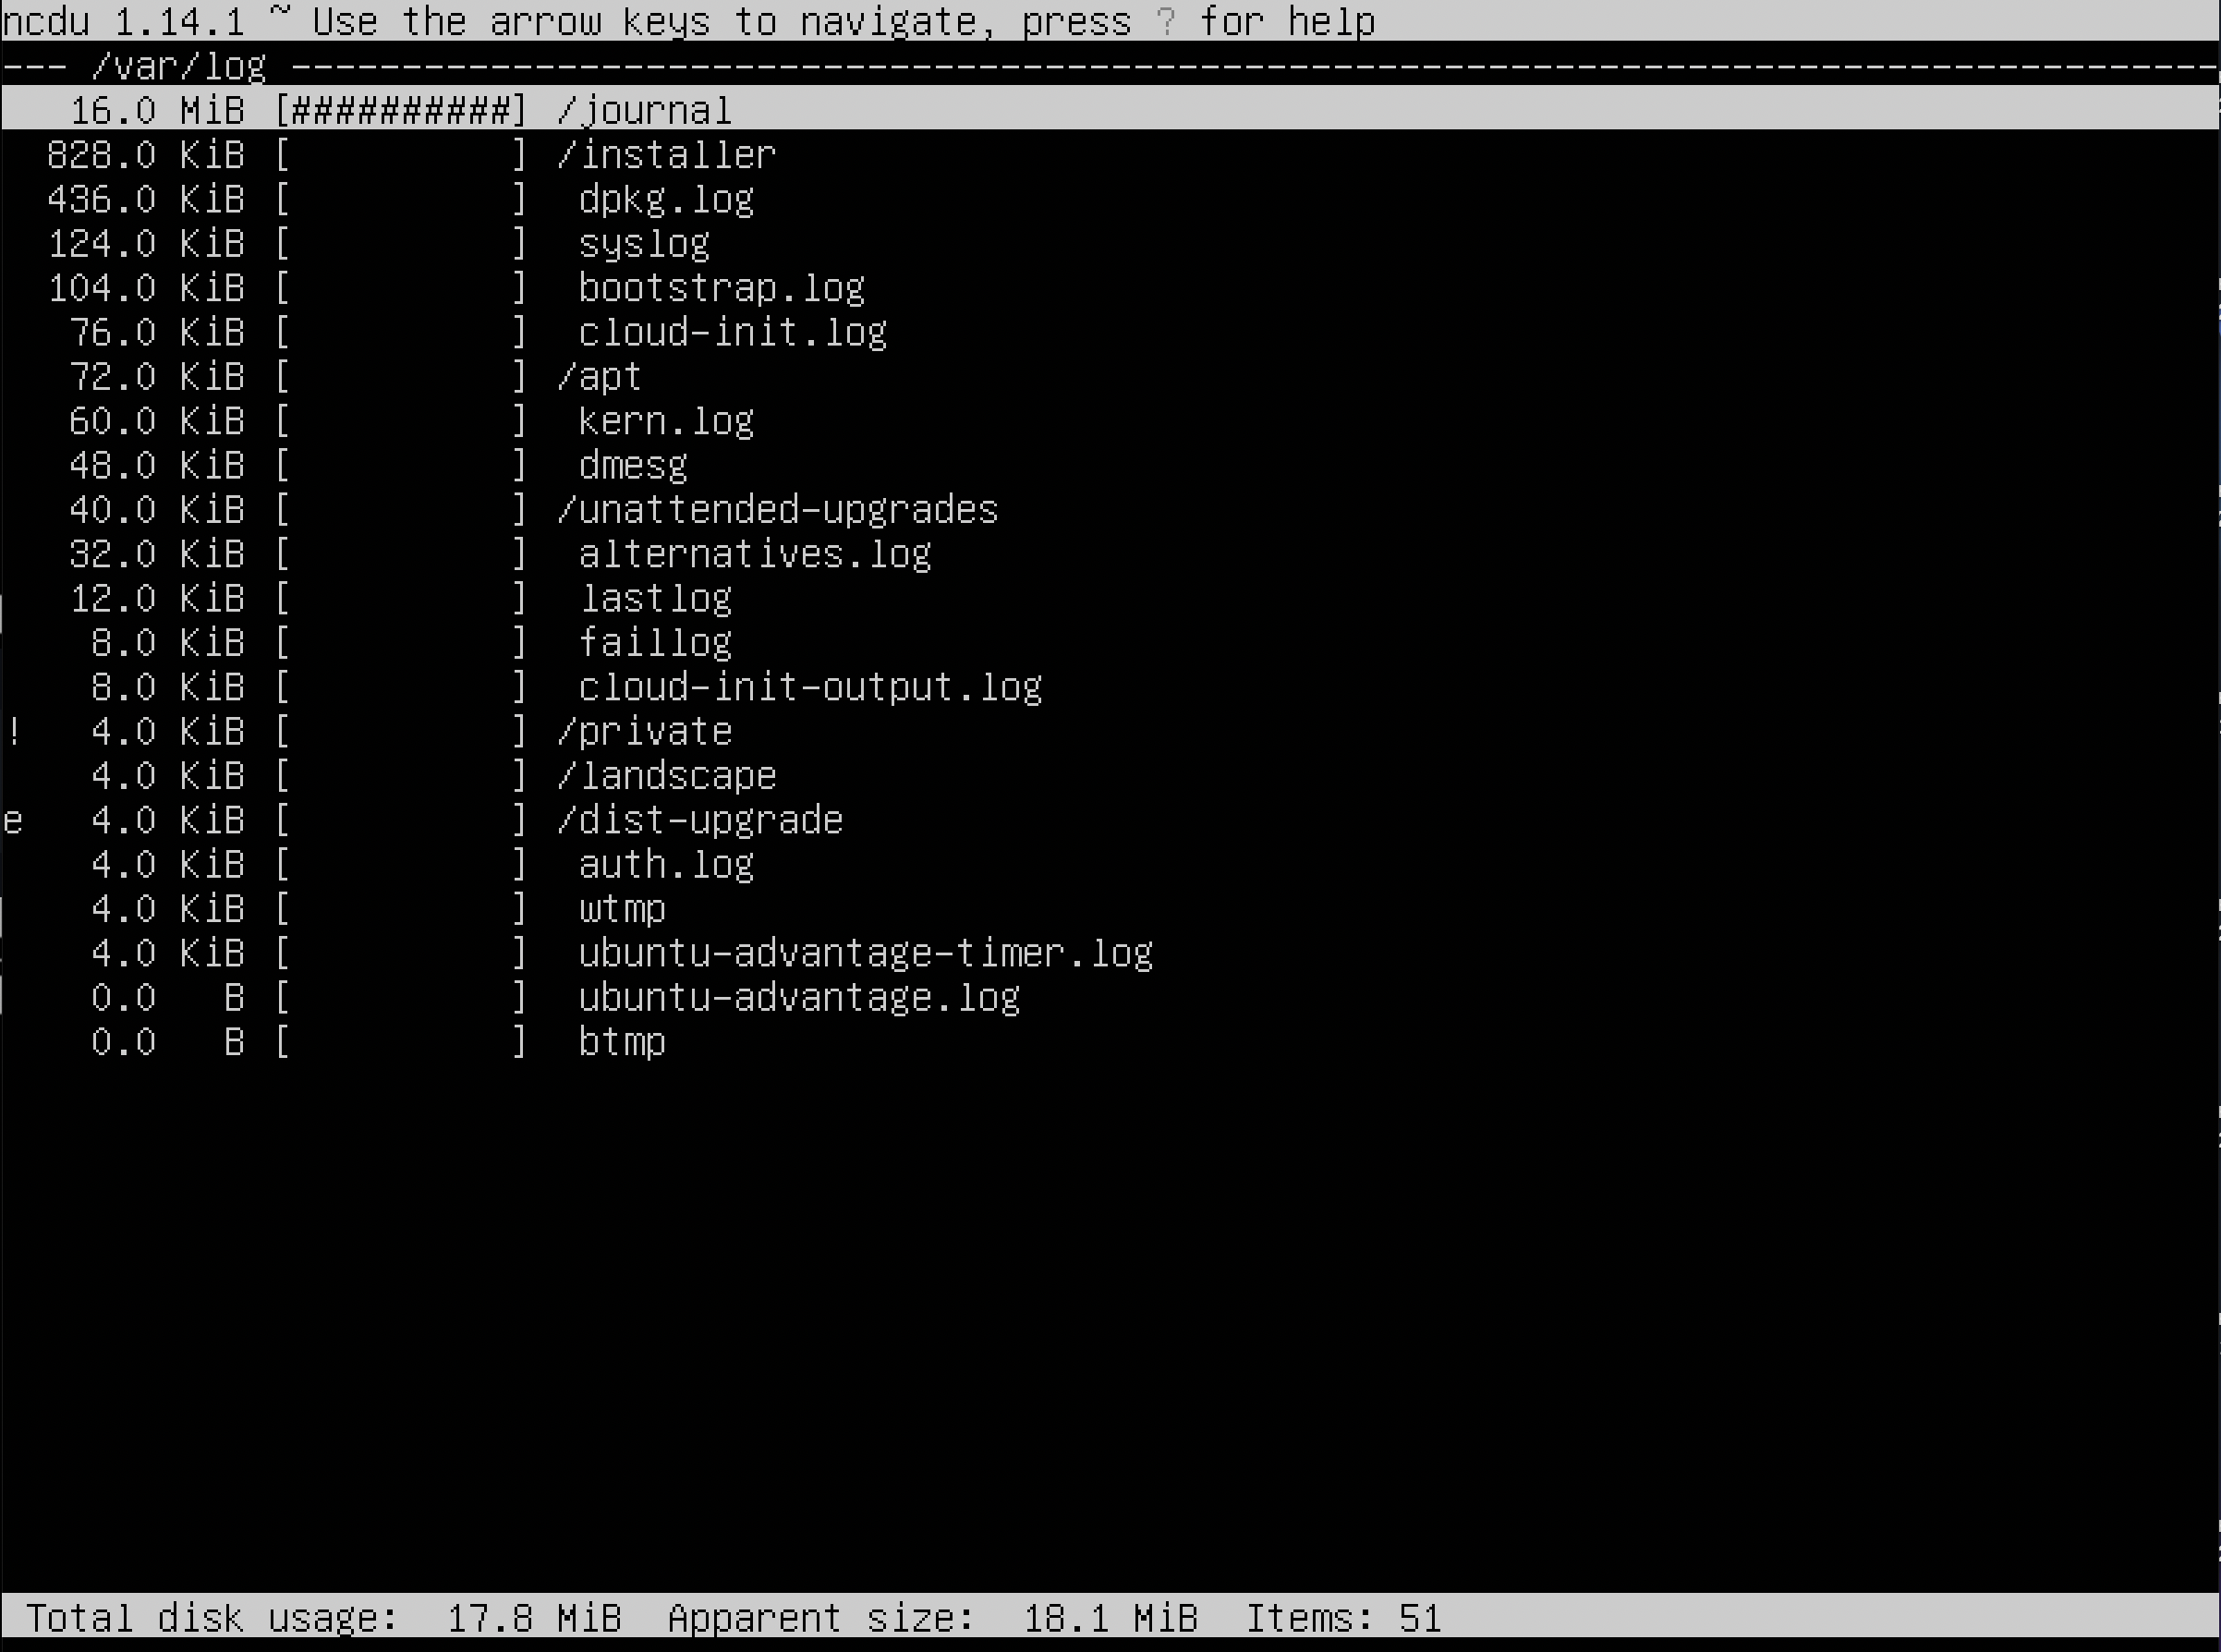 ncdu 1.14.1 ~ Use the arrow keys to navigate, press ? for help
--- /var/log ----------------------------------------------------------------------------------------
   16.0 MiB [##########] /journal
  828.0 KiB [          ] /installer
  436.0 KiB [          ]  dpkg.log
  124.0 KiB [          ]  syslog
  104.0 KiB [          ]  bootstrap.log
   76.0 KiB [          ]  cloud-init.log
   72.0 KiB [          ] /apt
   60.0 KiB [          ]  kern.log
   48.0 KiB [          ]  dmesg
   40.0 KiB [          ] /unattended-upgrades
   32.0 KiB [          ]  alternatives.log
   12.0 KiB [          ]  lastlog
    8.0 KiB [          ]  faillog
    8.0 KiB [          ]  cloud-init-output.log
!   4.0 KiB [          ] /private
    4.0 KiB [          ] /landscape
e   4.0 KiB [          ] /dist-upgrade
    4.0 KiB [          ]  auth.log
    4.0 KiB [          ]  wtmp
    4.0 KiB [          ]  ubuntu-advantage-timer.log
    0.0   B [          ]  ubuntu-advantage.log
    0.0   B [          ]  btmp
 Total disk usage:  17.8 MiB  Apparent size:  18.1 MiB  Items: 51